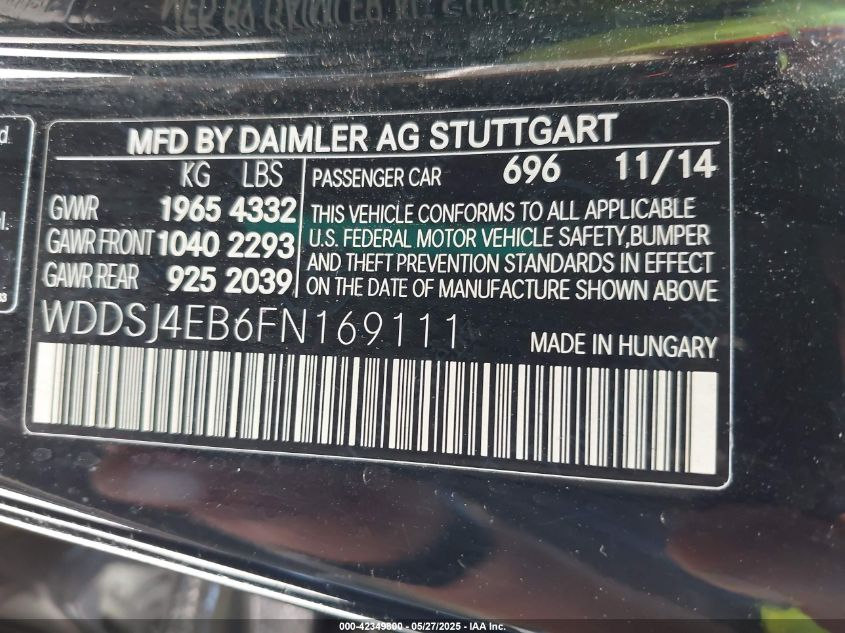 MFD BY DAIMLER AG STUTTGART
KG LBS
PASSENGER CAR 696 11/14
GVWR 1965 4332
GAWR FRONT 1040 2293
GAWR REAR 925 2039
THIS VEHICLE CONFORMS TO ALL APPLICABLE
U.S. FEDERAL MOTOR VEHICLE SAFETY,BUMPER
AND THEFT PREVENTION STANDARDS IN EFFECT
ON THE DATE OF MANUFACTURE SHOWN ABOVE
WDDSJ4EB6FN169111
MADE IN HUNGARY
000-42349800 - 05/27/2025 - IAA Inc.